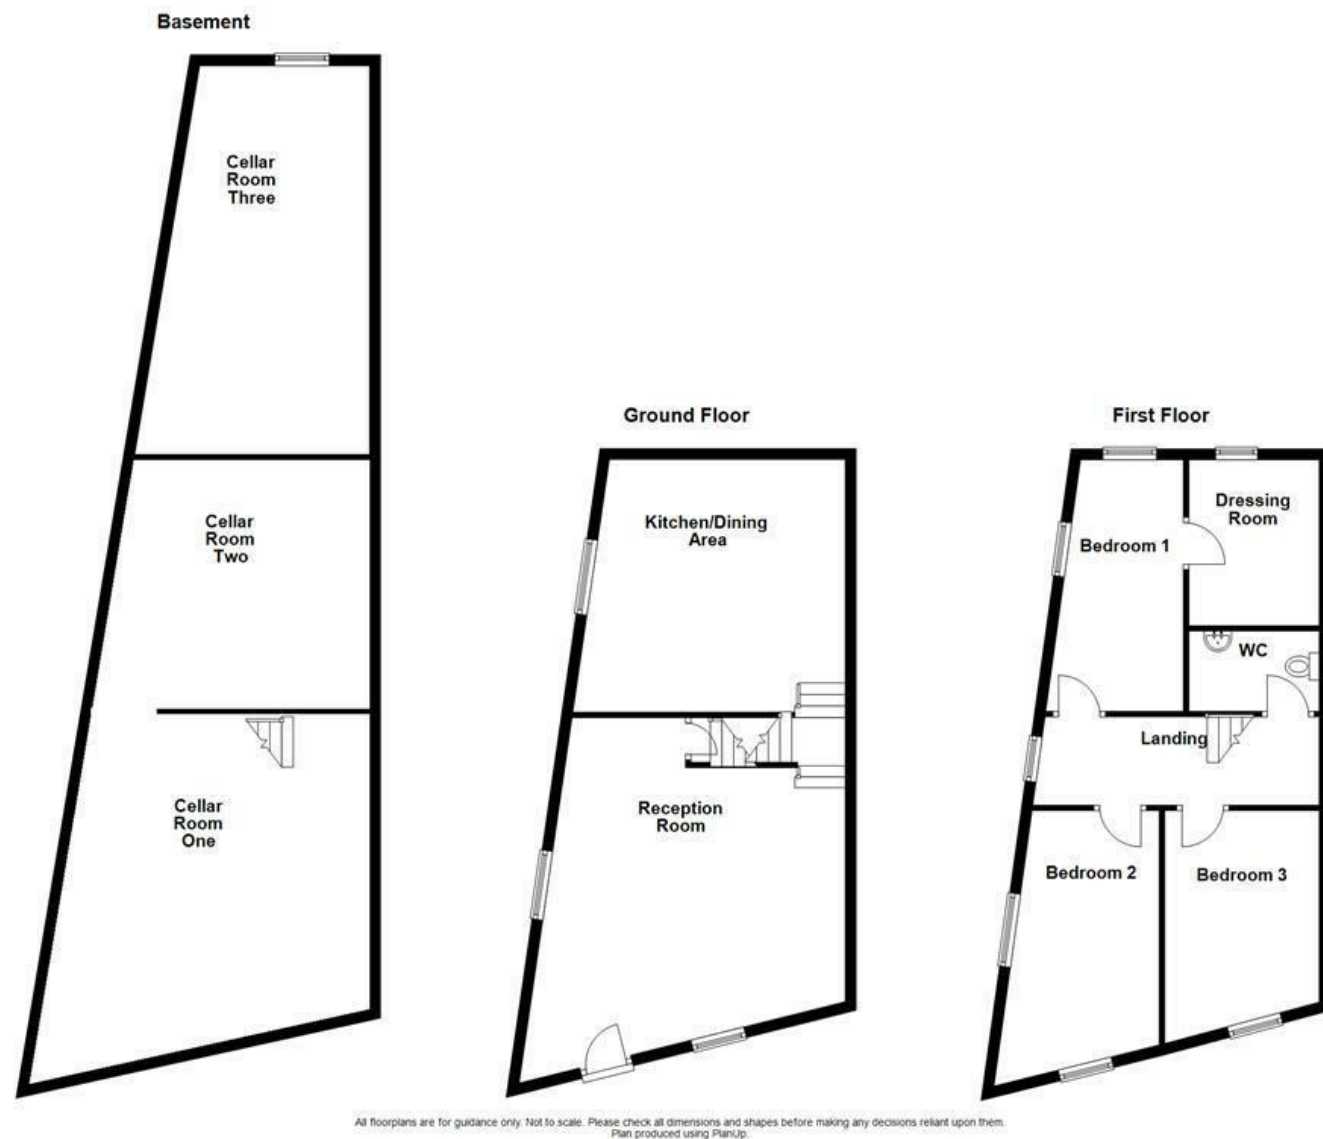 Basement
Cellar
Room
Three
Cellar
Room
Two
Cellar
Room
One
Ground Floor
Kitchen/Dining
Area
Reception
Room
First Floor
Dressing
Room
Bedroom 1
WC
Landing
Bedroom 2
Bedroom 3
All floorplans are for guidance only. Not to scale. Please check all dimensions and shapes before making any decisions reliant upon them.
Plan produced using PlanUp.